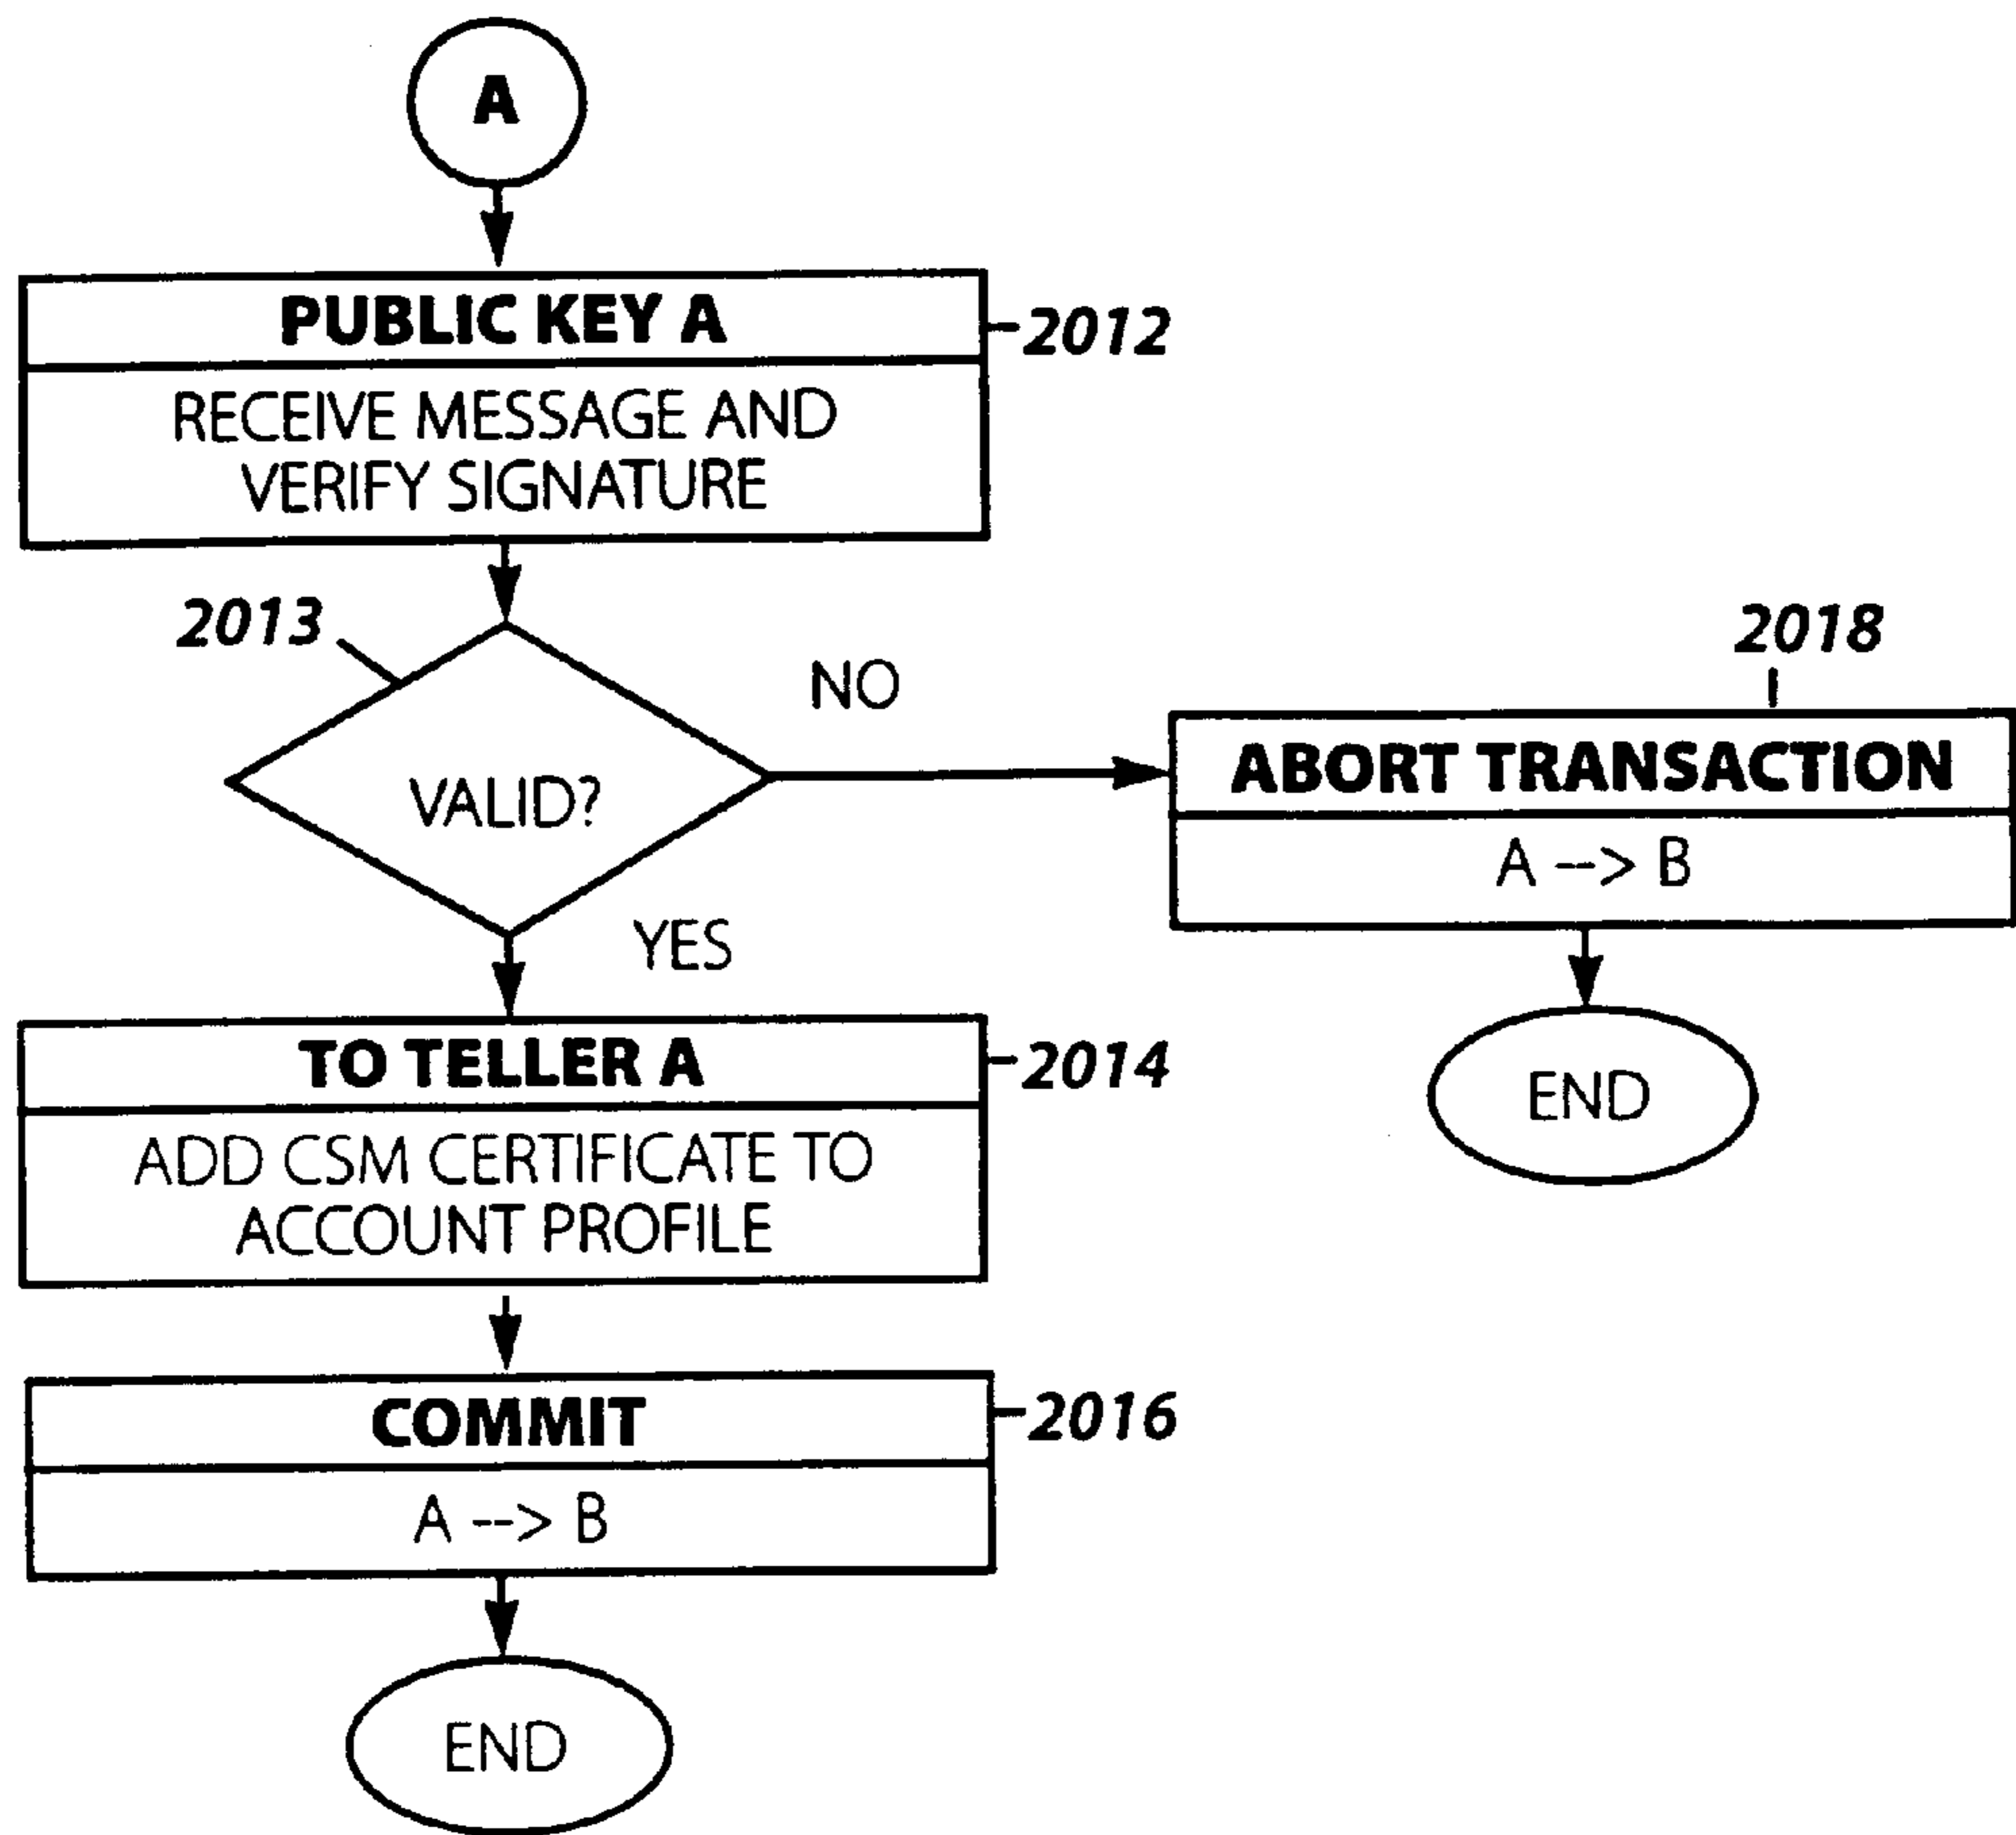 A
PUBLIC KEY A
2012
RECEIVE MESSAGE AND
VERIFY SIGNATURE
2013
VALID?
NO
YES
2018
ABORT TRANSACTION
A --> B
END
TO TELLER A
2014
ADD CSM CERTIFICATE TO
ACCOUNT PROFILE
COMMIT
2016
A --> B
END